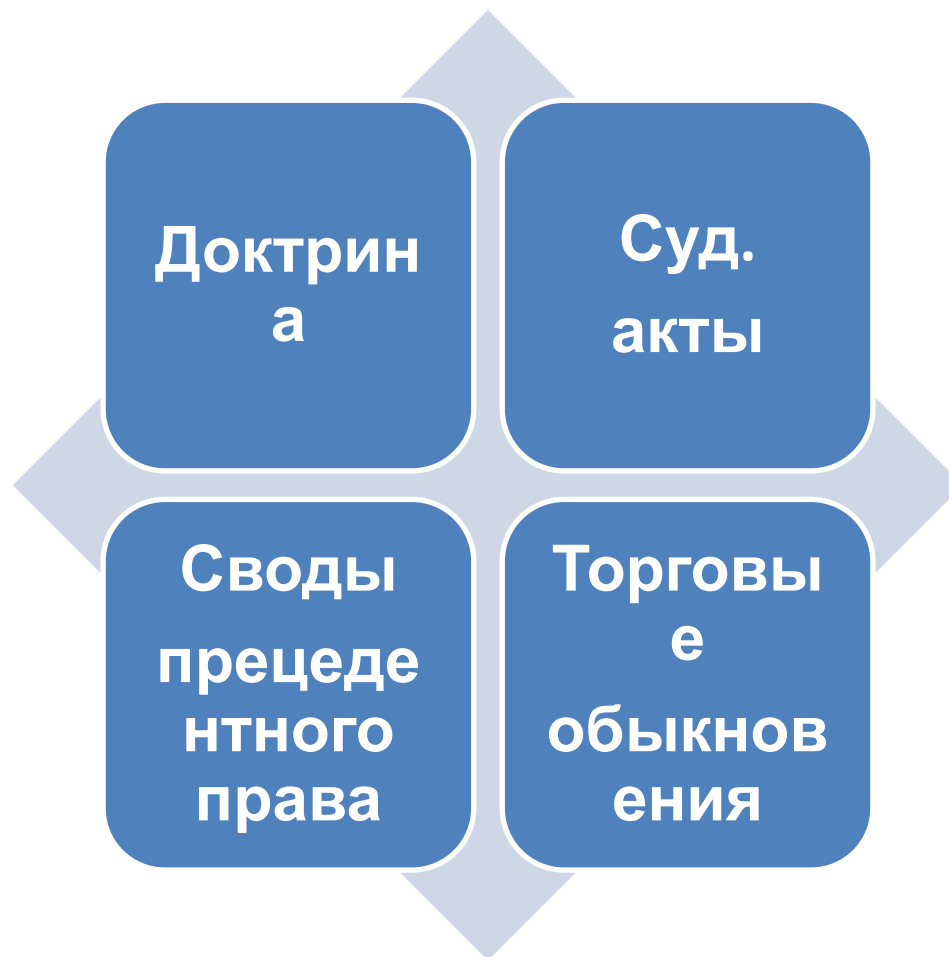 Доктрин
а
Суд.
акты
Своды
прецеде
нтного
права
Торговы
е
обыкнов
ения